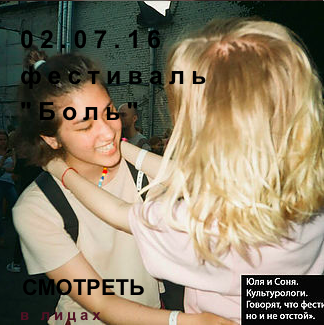 02.07.16
фестиваль
"Боль"
СМОТРЕТЬ
в лицах
Юля и Соня.
Культурологи.
Говорят, что фести
но и не отстой».